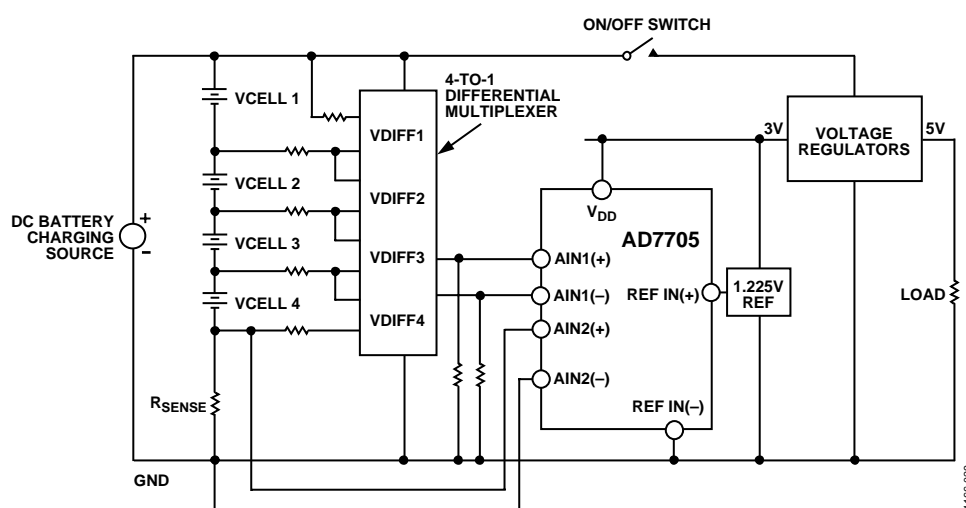 ON/OFF SWITCH
4-TO-1
DIFFERENTIAL
MULTIPLEXER
VCELL 1
VDIFF1
3V
VOLTAGE
REGULATORS
5V
VCELL 2
VDIFF2
VDD
DC BATTERY
CHARGING
SOURCE
+
-
AD7705
VCELL 3
VDIFF3
AIN1(+)
REF IN(+)
1.225V
REF
LOAD
VCELL 4
AIN1(–)
VDIFF4
AIN2(+)
AIN2(–)
RSENSE
REF IN(–)
GND